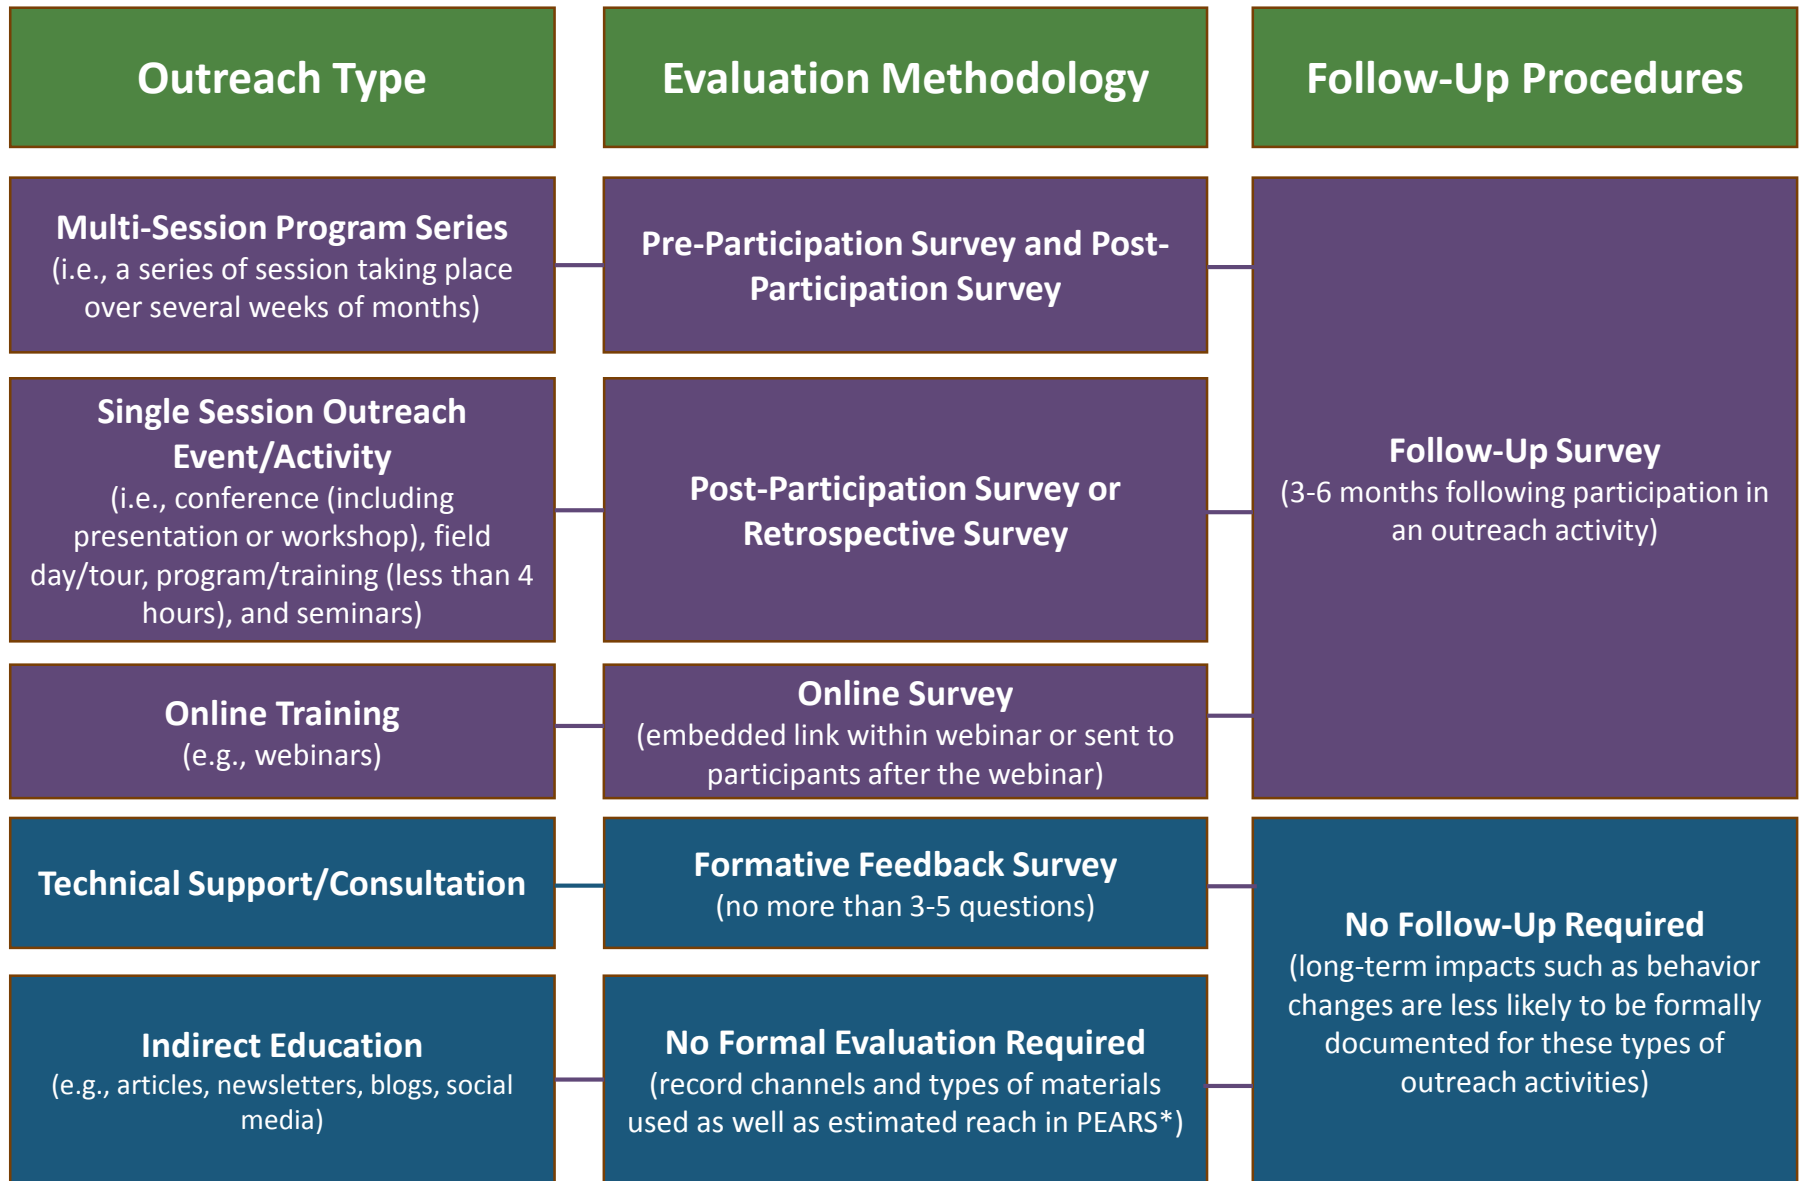 Outreach Type
Evaluation Methodology
Follow-Up Procedures
Multi-Session Program Series
(i.e., a series of session taking place
over several weeks of months)
Pre-Participation Survey and Post-
Participation Survey
Single Session Outreach
Event/Activity
(i.e., conference (including
presentation or workshop), field
day/tour, program/training (less than 4
hours), and seminars)
Post-Participation Survey or
Retrospective Survey
Follow-Up Survey
(3-6 months following participation in
an outreach activity)
Online Training
(e.g., webinars)
Online Survey
(embedded link within webinar or sent to
participants after the webinar)
Technical Support/Consultation
Formative Feedback Survey
(no more than 3-5 questions)
No Follow-Up Required
(long-term impacts such as behavior
changes are less likely to be formally
documented for these types of
outreach activities)
Indirect Education
(e.g., articles, newsletters, blogs, social
media)
No Formal Evaluation Required
(record channels and types of materials
used as well as estimated reach in PEARS*)